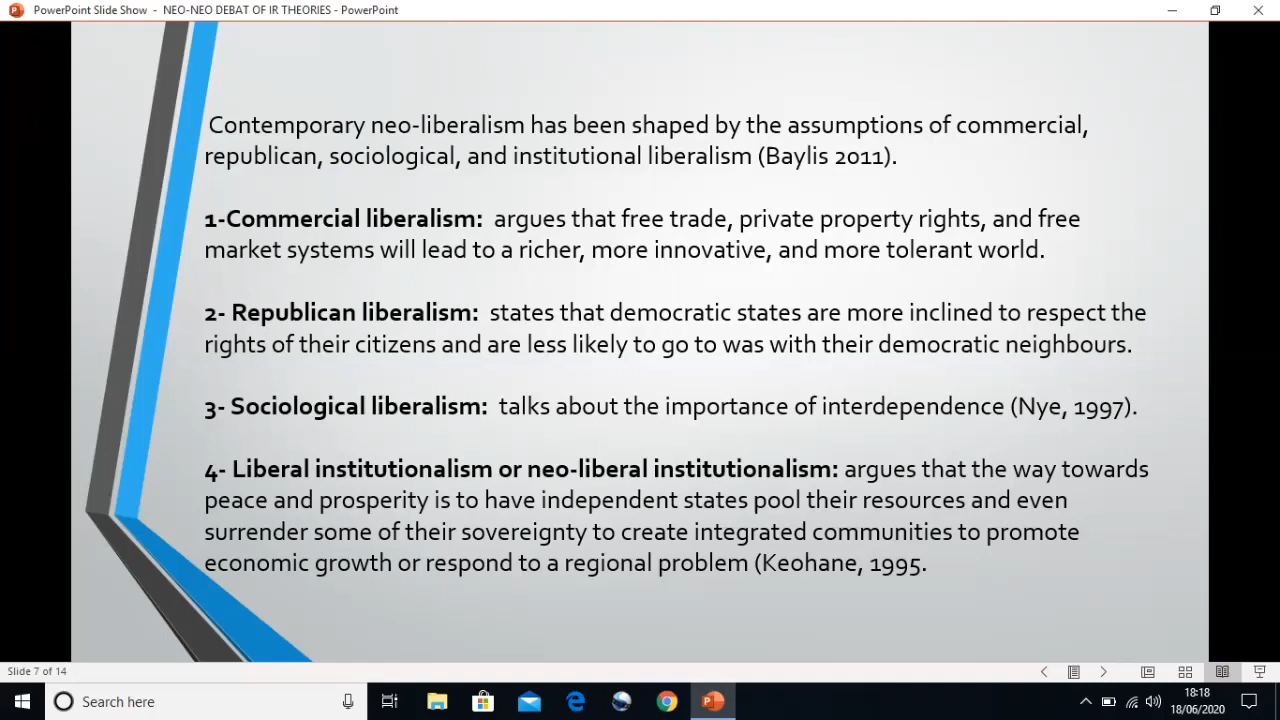 PowerPoint Slide Show - NEO-NEO DEBAT OF IR THEORIES - PowerPoint
Contemporary neo-liberalism has been shaped by the assumptions of commercial,
republican, sociological, and institutional liberalism (Baylis 2011).
1-Commercial liberalism: argues that free trade, private property rights, and free
market systems will lead to a richer, more innovative, and more tolerant world.
2- Republican liberalism: states that democratic states are more inclined to respect the
rights of their citizens and are less likely to go to was with their democratic neighbours.
3- Sociological liberalism: talks about the importance of interdependence (Nye, 1997).
4- Liberal institutionalism or neo-liberal institutionalism: argues that the way towards
peace and prosperity is to have independent states pool their resources and even
surrender some of their sovereignty to create integrated communities to promote
economic growth or respond to a regional problem (Keohane, 1995.
Slide 7 of 14
Search here
18:18
18/06/2020